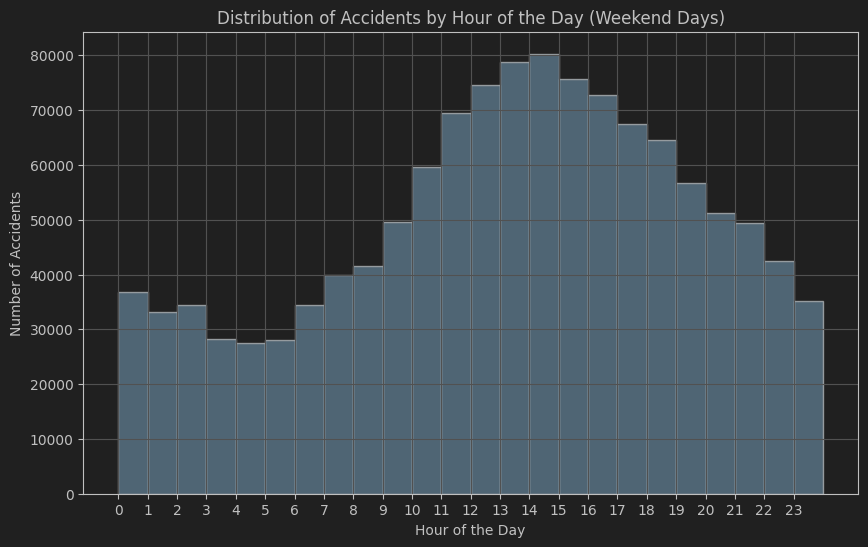 Distribution of Accidents by Hour of the Day (Weekend Days)
Number of Accidents
80000
70000
60000
50000
40000
30000
20000
10000
0
0 1 2 3 4 5 6 7 8 9 10 11 12 13 14 15 16 17 18 19 20 21 22 23
Hour of the Day